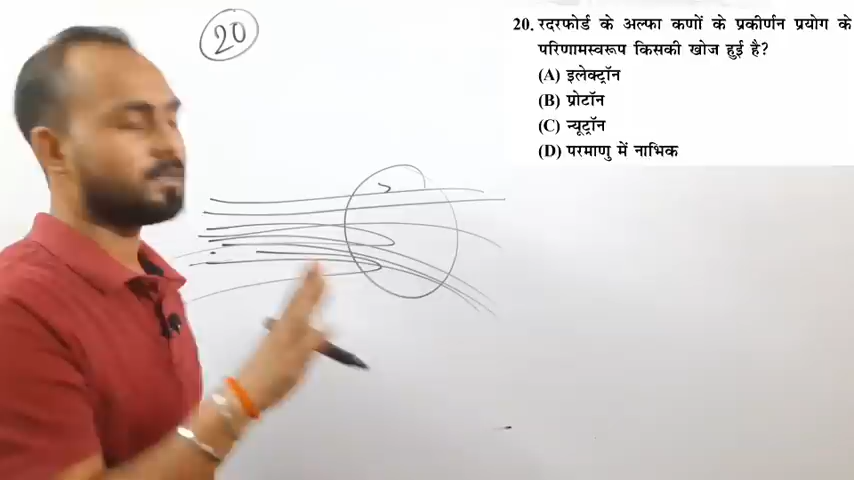 20
20. रदरफोर्ड के अल्फा कणों के प्रकीर्णन प्रयोग के
परिणामस्वरूप किसकी खोज हुई है?
(A) इलेक्ट्रॉन
(B) प्रोटॉन
(C) न्यूट्रॉन
(D) परमाणु में नाभिक